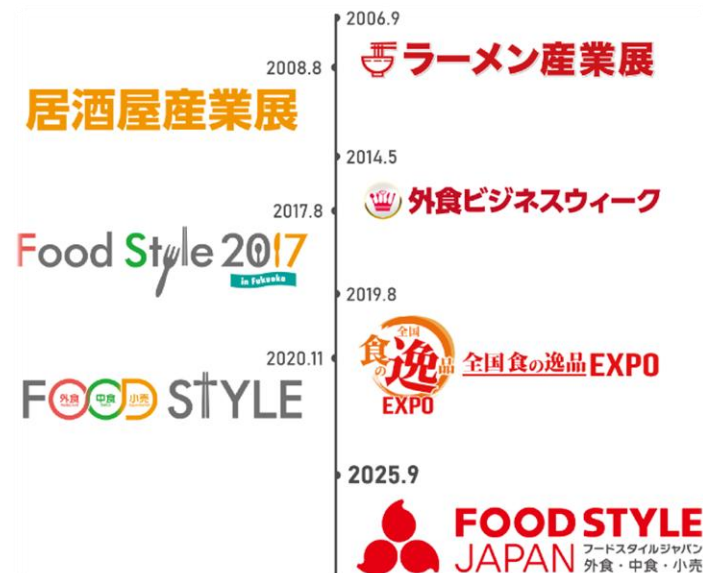 2006.9
ラーメン産業展
2008.8
居酒屋産業展
2014.5
外食ビジネスウィーク
2017.8
Food Style 2017
in Fukuoka
2019.8
全国
食の逸品
EXPO
全国食の逸品EXPO
2020.11
FOOD STYLE
外食 中食 小売
2025.9
FOOD STYLE
JAPAN
フードスタイルジャパン
外食・中食・小売